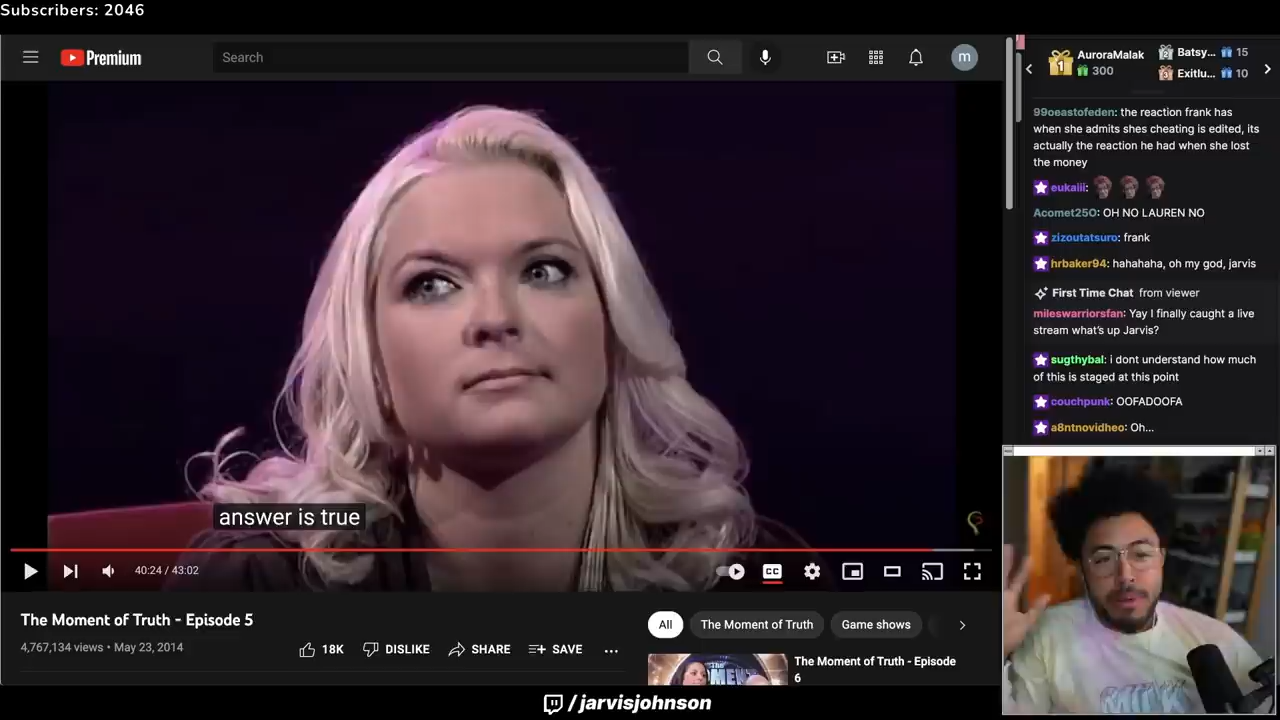 Subscribers: 2046
Premium
Search
m
AuroraMalak
300
Batsy... 15
Exitlu... 10
99oeastofeden: the reaction frank has
when she admits shes cheating is edited, its
actually the reaction he had when she lost
the money
eukaiii:
Acomet25O: OH NO LAUREN NO
zizoutatsuro: frank
hrbaker94: hahahaha, oh my god, jarvis
First Time Chat from viewer
mileswarriorsfan: Yay I finally caught a live
stream what's up Jarvis?
sugthybal: i dont understand how much
of this is staged at this point
couchpunk: OOFADOOFA
a8ntnovidheo: Oh...
answer is true
40:24 / 43:02
CC
The Moment of Truth - Episode 5
4,767,134 views • May 23, 2014
18K
DISLIKE
SHARE
SAVE
All
The Moment of Truth
Game shows
The Moment of Truth - Episode
6
/jarvisjohnson